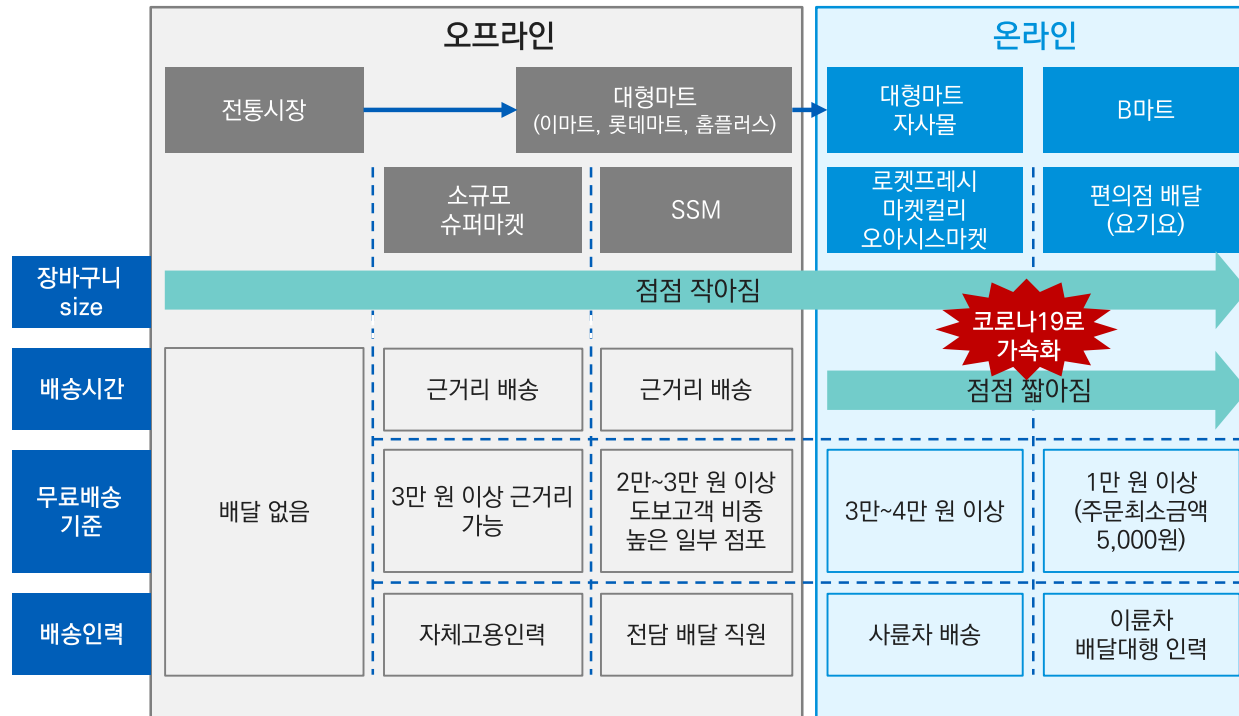 오프라인
온라인
전통시장
대형마트
(이마트, 롯데마트, 홈플러스)
대형마트
자사몰
B마트
소규모
슈퍼마켓
SSM
로켓프레시
마켓컬리
오아시스마켓
편의점 배달
(요기요)
장바구니
size
점점 작아짐
코로나19로
가속화
배송시간
근거리 배송
근거리 배송
점점 짧아짐
무료배송
기준
배달 없음
3만 원 이상 근거리
가능
2만~3만 원 이상
도보고객 비중
높은 일부 점포
3만~4만 원 이상
1만 원 이상
(주문최소금액
5,000원)
배송인력
자체고용인력
전담 배달 직원
사륜차 배송
이륜차
배달대행 인력